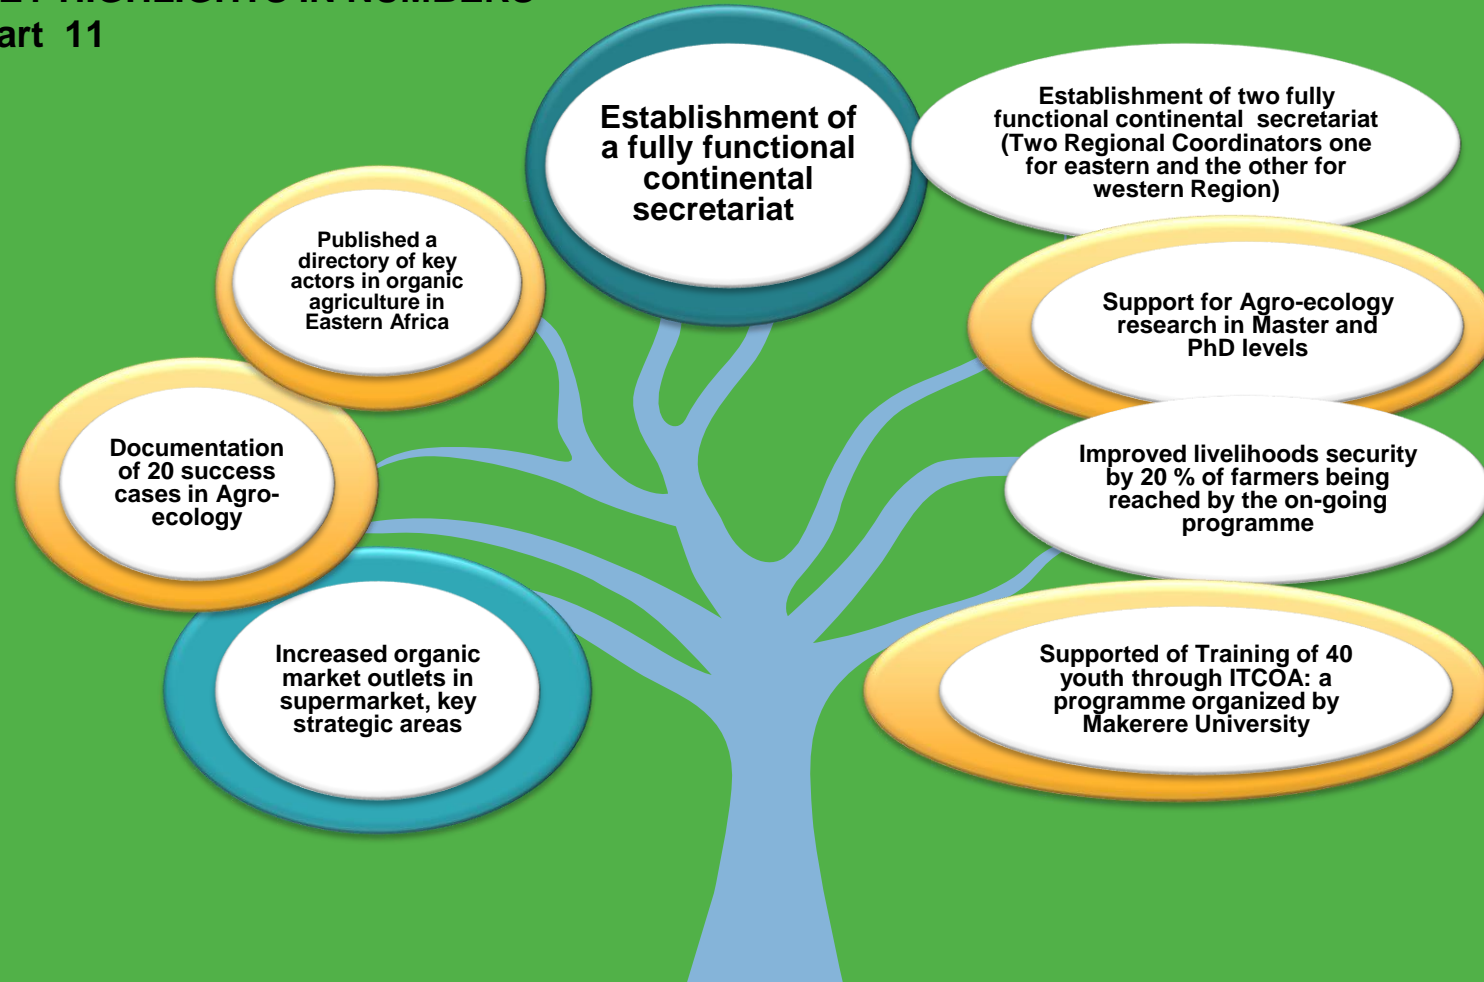 HIGHLIGHTS IN NUMBERS
art 11
Establishment of
a fully functional
continental
secretariat
Establishment of two fully
functional continental secretariat
(Two Regional Coordinators one
for eastern and the other for
western Region)
Published a
directory of key
actors in organic
agriculture in
Eastern Africa
Support for Agro-ecology
research in Master and
PhD levels
Documentation
of 20 success
cases in Agro-
ecology
Improved livelihoods security
by 20 % of farmers being
reached by the on-going
programme
Increased organic
market outlets in
supermarket, key
strategic areas
Supported of Training of 40
youth through ITCOA: a
programme organized by
Makerere University